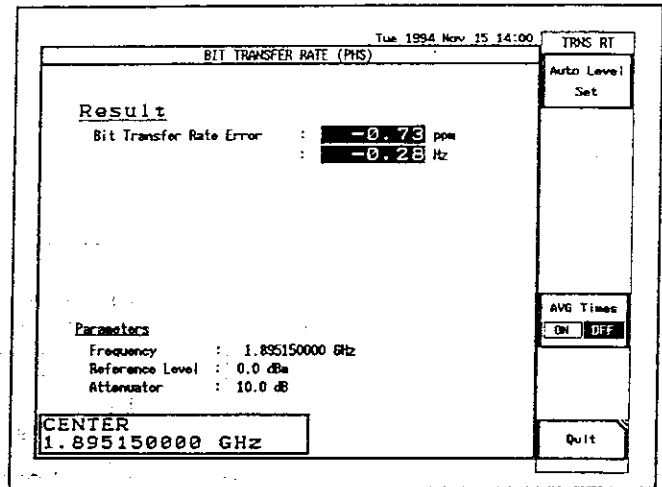 Tue 1994 Nov 15 14:00
BIT TRANSFER RATE (PHS)
TRNS RT
Auto Level
Set
Result
Bit Transfer Rate Error : -0.73 ppm
: -0.28 Hz
AVG Times
ON OFF
Parameters
Frequency : 1.895150000 GHz
Reference Level : 0.0 dBm
Attenuator : 10.0 dB
CENTER
1.895150000 GHz
Quit